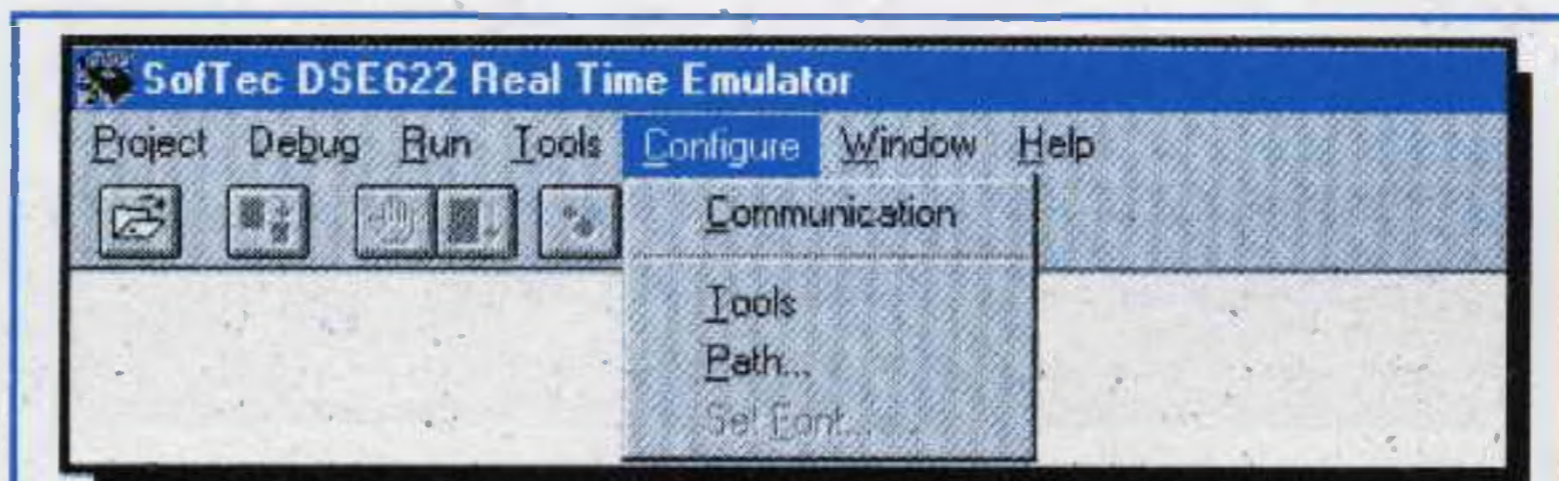 SofTec DSE622 Real Time Emulator
Project Debug Run Tools Configure Window Help
Communication
Tools
Path...
Set Font...